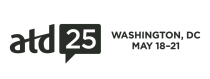 atd 25
WASHINGTON, DC
MAY 18–21